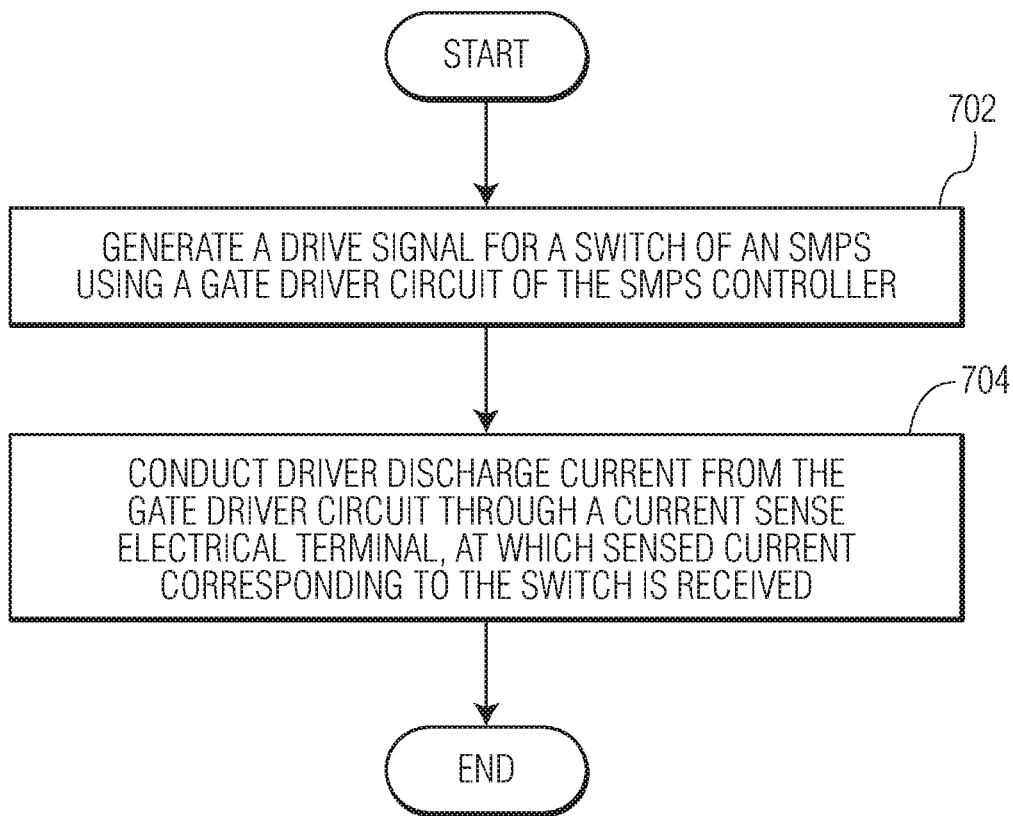 START
702
GENERATE A DRIVE SIGNAL FOR A SWITCH OF AN SMPS
USING A GATE DRIVER CIRCUIT OF THE SMPS CONTROLLER
704
CONDUCT DRIVER DISCHARGE CURRENT FROM THE
GATE DRIVER CIRCUIT THROUGH A CURRENT SENSE
ELECTRICAL TERMINAL, AT WHICH SENSED CURRENT
CORRESPONDING TO THE SWITCH IS RECEIVED
END